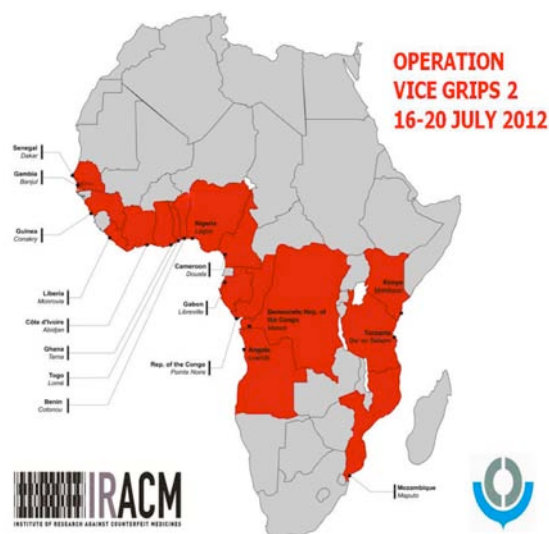 OPERATION
VICE GRIPS 2
16-20 JULY 2012
Senegal
Dakar
Gambia
Banjul
Guinea
Conakry
Liberia
Monrovia
Côte d'Ivoire
Abidjan
Ghana
Tema
Togo
Lomé
Benin
Cotonou
Nigeria
Lagos
Cameroon
Douala
Gabon
Libreville
Rep. of the Congo
Pointe Noire
Democratic Rep. of
the Congo
Matadi
Angola
Luanda
Kenya
Mombasa
Tanzania
Dar es Salaam
Mozambique
Maputo
IRACM
INSTITUTE OF RESEARCH AGAINST COUNTERFEIT MEDICINES